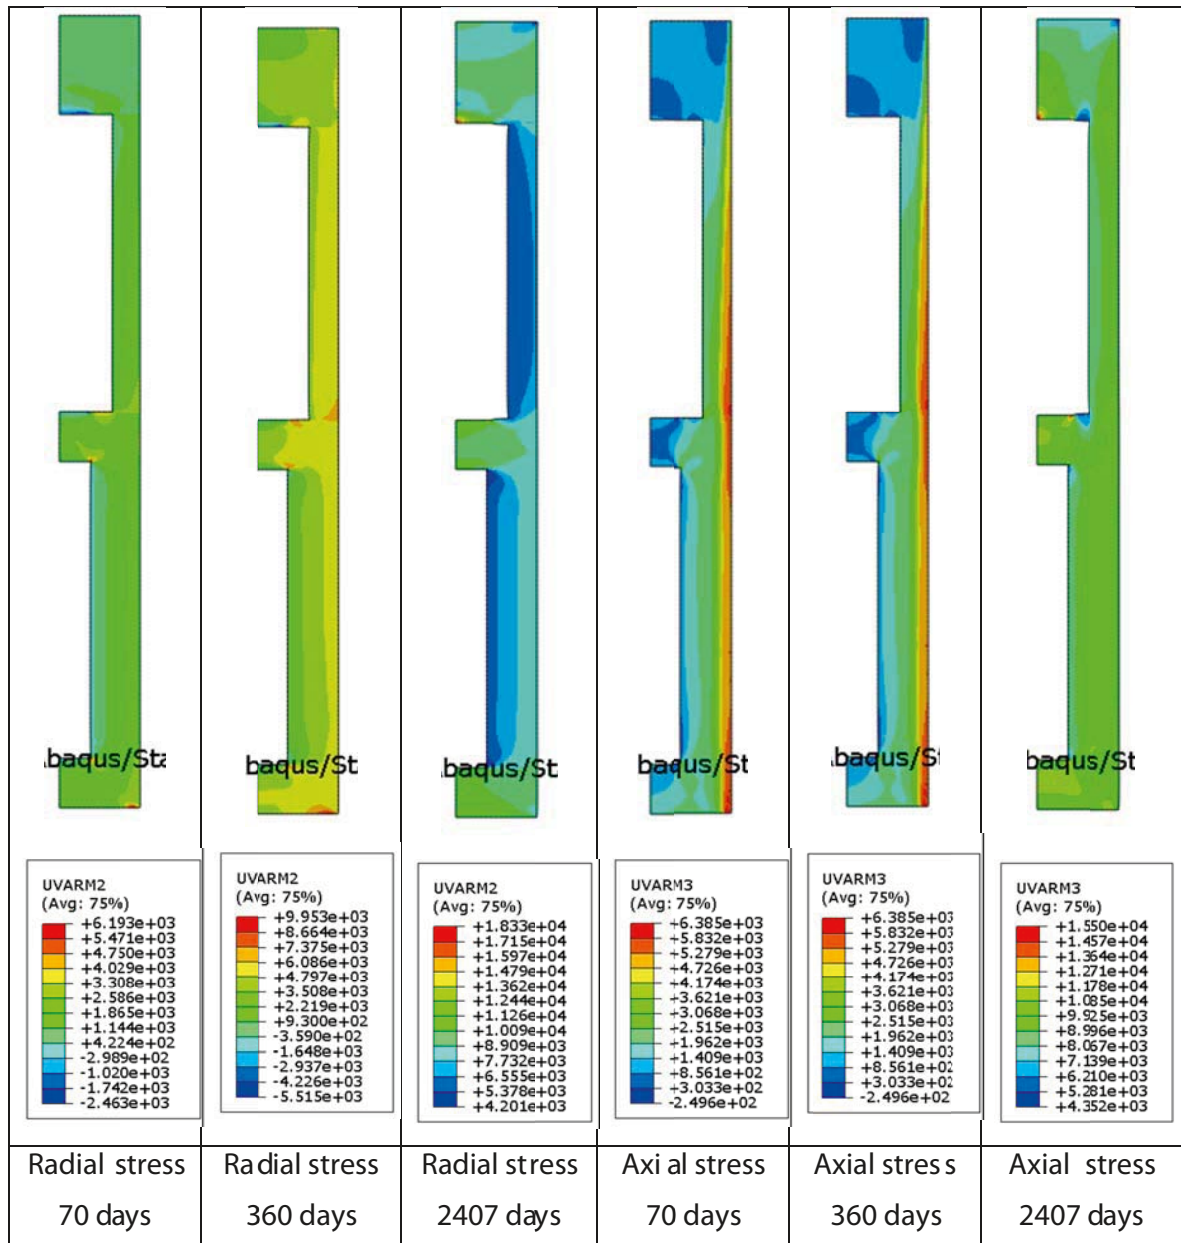 .baqus/Sta
baqus/St
baqus/St
baqus/St
.baqus/S
baqus/St
UVARM2
(Avg: 75%)
+6.193e+03
+5.471e+03
+4.750e+03
+4.029e+03
+3.308e+03
+2.586e+03
+1.865e+03
+1.144e+03
+4.224e+02
-2.989e+02
-1.020e+03
-1.742e+03
-2.463e+03
UVARM2
(Avg: 75%)
+9.953e+03
+8.664e+03
+7.375e+03
+6.086e+03
+4.797e+03
+3.508e+03
+2.219e+03
+9.300e+02
-3.590e+02
-1.648e+03
-2.937e+03
-4.226e+03
-5.515e+03
UVARM2
(Avg: 75%)
+1.833e+04
+1.715e+04
+1.597e+04
+1.479e+04
+1.362e+04
+1.244e+04
+1.126e+04
+1.009e+04
+8.909e+03
+7.732e+03
+6.555e+03
+5.378e+03
+4.201e+03
UVARM3
(Avg: 75%)
+6.385e+03
+5.832e+03
+5.279e+03
+4.726e+03
+4.174e+03
+3.621e+03
+3.068e+03
+2.515e+03
+1.962e+03
+1.409e+03
+8.561e+02
+3.033e+02
-2.496e+02
UVARM3
(Avg: 75%)
+6.385e+03
+5.832e+03
+5.279e+03
+4.726e+03
+4.174e+03
+3.621e+03
+3.068e+03
+2.515e+03
+1.962e+03
+1.409e+03
+8.561e+02
+3.033e+02
-2.496e+02
UVARM3
(Avg: 75%)
+1.550e+04
+1.457e+04
+1.364e+04
+1.271e+04
+1.178e+04
+1.085e+04
+9.925e+03
+8.996e+03
+8.067e+03
+7.139e+03
+6.210e+03
+5.281e+03
+4.352e+03
Radial stress
70 days
Radial stress
360 days
Radial stress
2407 days
Axial stress
70 days
Axial stress
360 days
Axial stress
2407 days